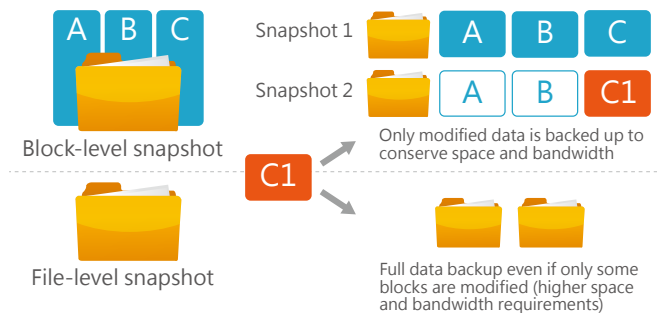 A B C
Block-level snapshot
Snapshot 1
A B C
Snapshot 2
A B C1
Only modified data is backed up to
conserve space and bandwidth
C1
File-level snapshot
Full data backup even if only some
blocks are modified (higher space
and bandwidth requirements)